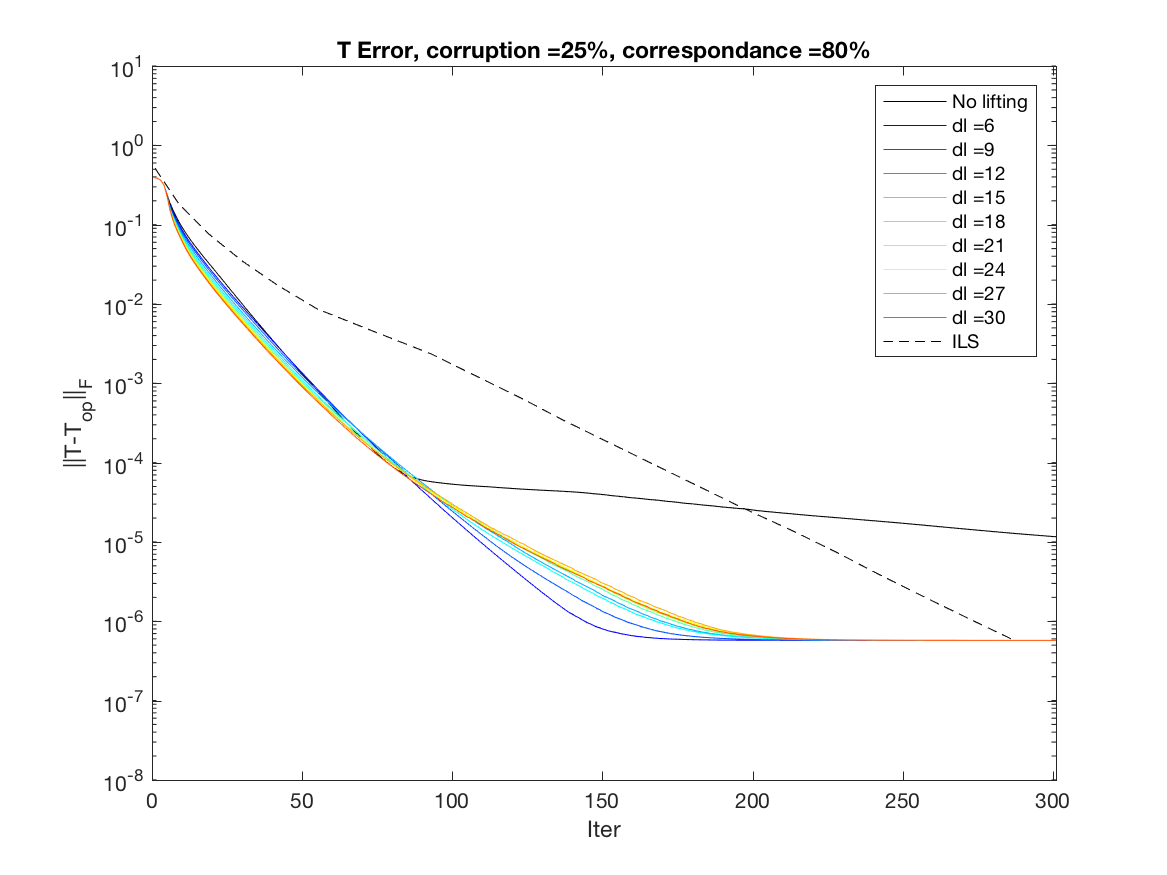 T Error, corruption =25%, correspondance =80%
10^1
10^0
10^-1
10^-2
10^-3
10^-4
10^-5
10^-6
10^-7
10^-8
||T-T_op||_F
0 50 100 150 200 250 300
Iter
No lifting
dl =6
dl =9
dl =12
dl =15
dl =18
dl =21
dl =24
dl =27
dl =30
ILS